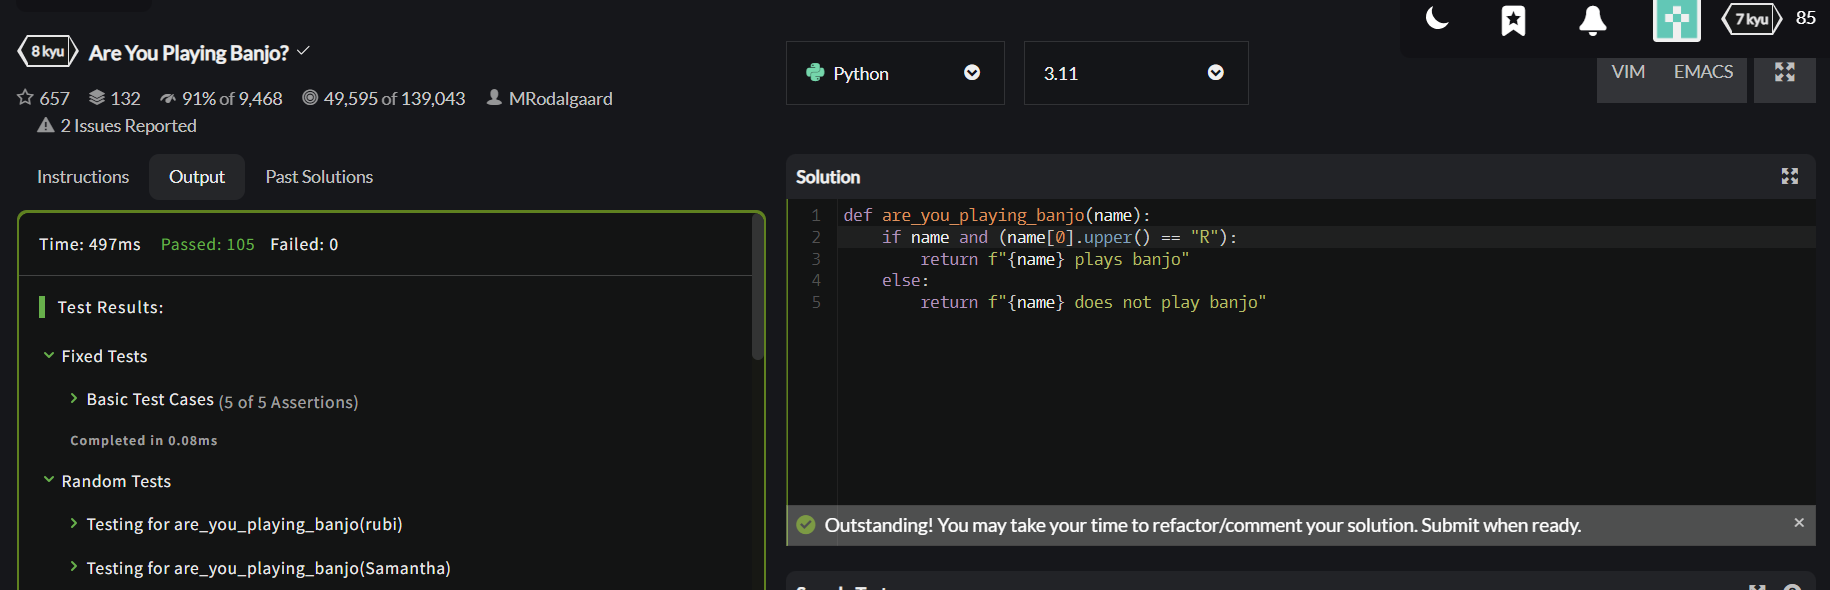 8 kyu Are You Playing Banjo?
657 132 91% of 9,468 49,595 of 139,043 MRodalgaard
2 Issues Reported
Instructions Output Past Solutions
Time: 497ms Passed: 105 Failed: 0
Test Results:
Fixed Tests
Basic Test Cases (5 of 5 Assertions)
Completed in 0.08ms
Random Tests
Testing for are_you_playing_banjo(rubi)
Testing for are_you_playing_banjo(Samantha)
7 kyu 85
Python 3.11
VIM EMACS
Solution
1 def are_you_playing_banjo(name):
2 if name and (name[0].upper() == "R"):
3 return f"{name} plays banjo"
4 else:
5 return f"{name} does not play banjo"
Outstanding! You may take your time to refactor/comment your solution. Submit when ready.